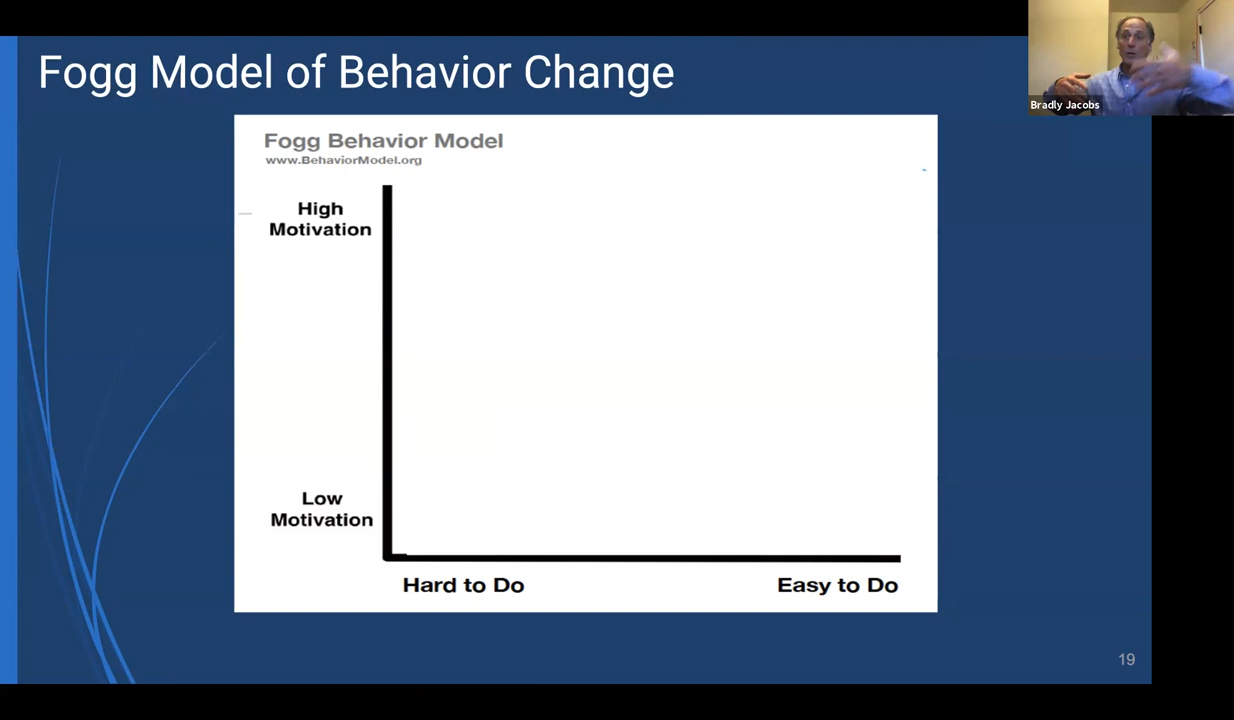 Fogg Model of Behavior Change
Bradly Jacobs
Fogg Behavior Model
www.BehaviorModel.org
High
Motivation
Low
Motivation
Hard to Do
Easy to Do
19